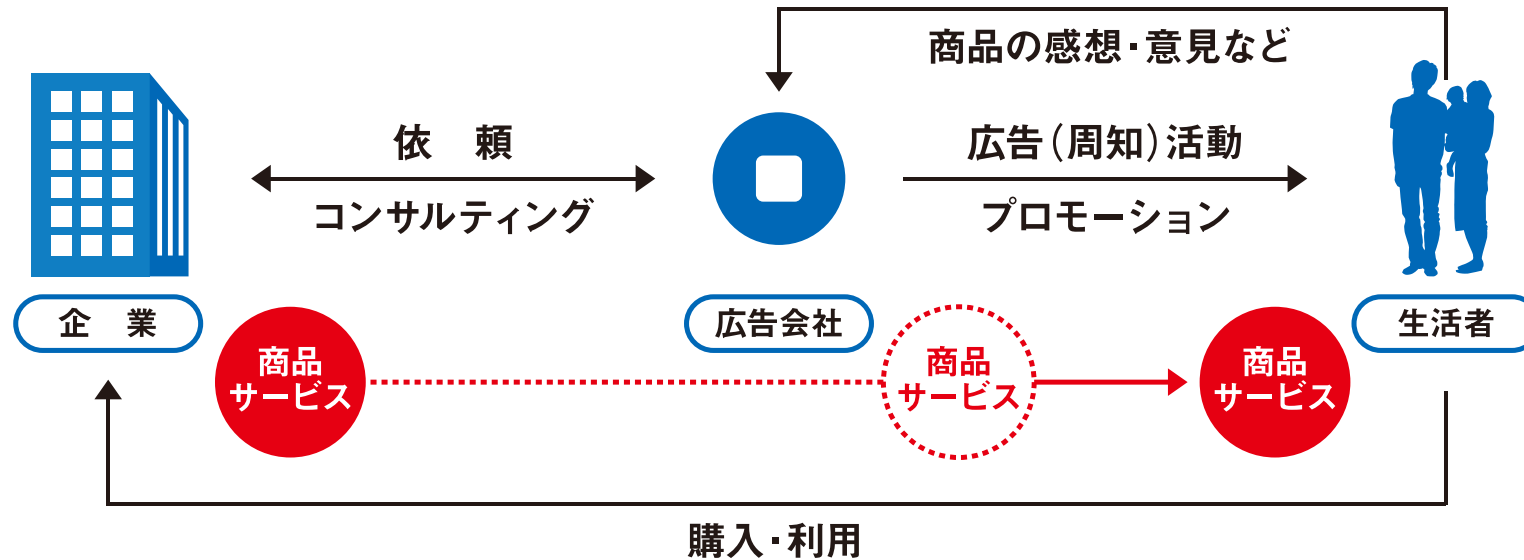 商品の感想・意見など
依　頼
コンサルティング
広告（周知）活動
プロモーション
企　業
広告会社
生活者
商品
サービス
商品
サービス
商品
サービス
購入・利用